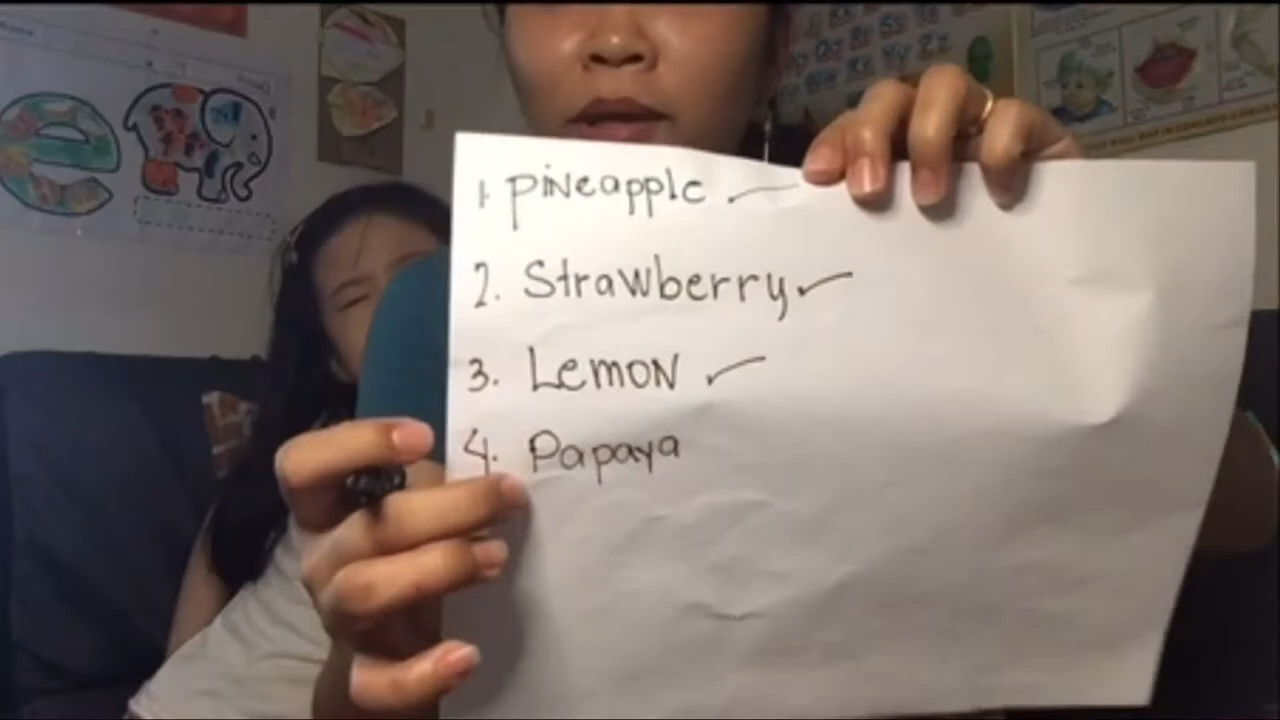 1. pineapple ✓
2. Strawberry ✓
3. Lemon ✓
4. Papaya